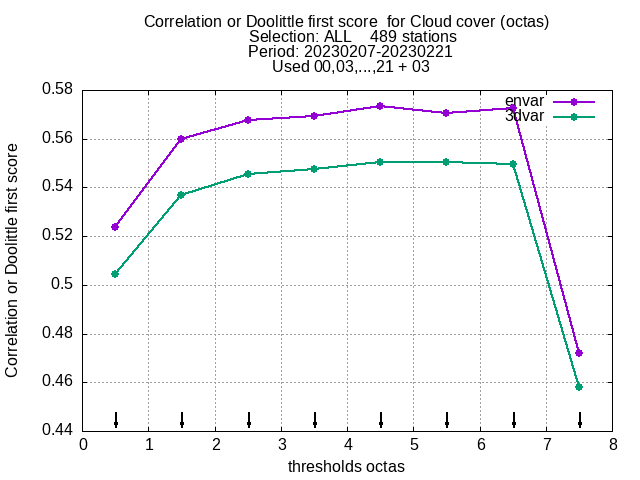 Correlation or Doolittle first score  for Cloud cover (octas)
Selection: ALL    489 stations
Period: 20230207-20230221
Used 00,03,...,21 + 03
envar
3dvar
Correlation or Doolittle first score
0.58
0.56
0.54
0.52
0.5
0.48
0.46
0.44
0 1 2 3 4 5 6 7 8
thresholds octas